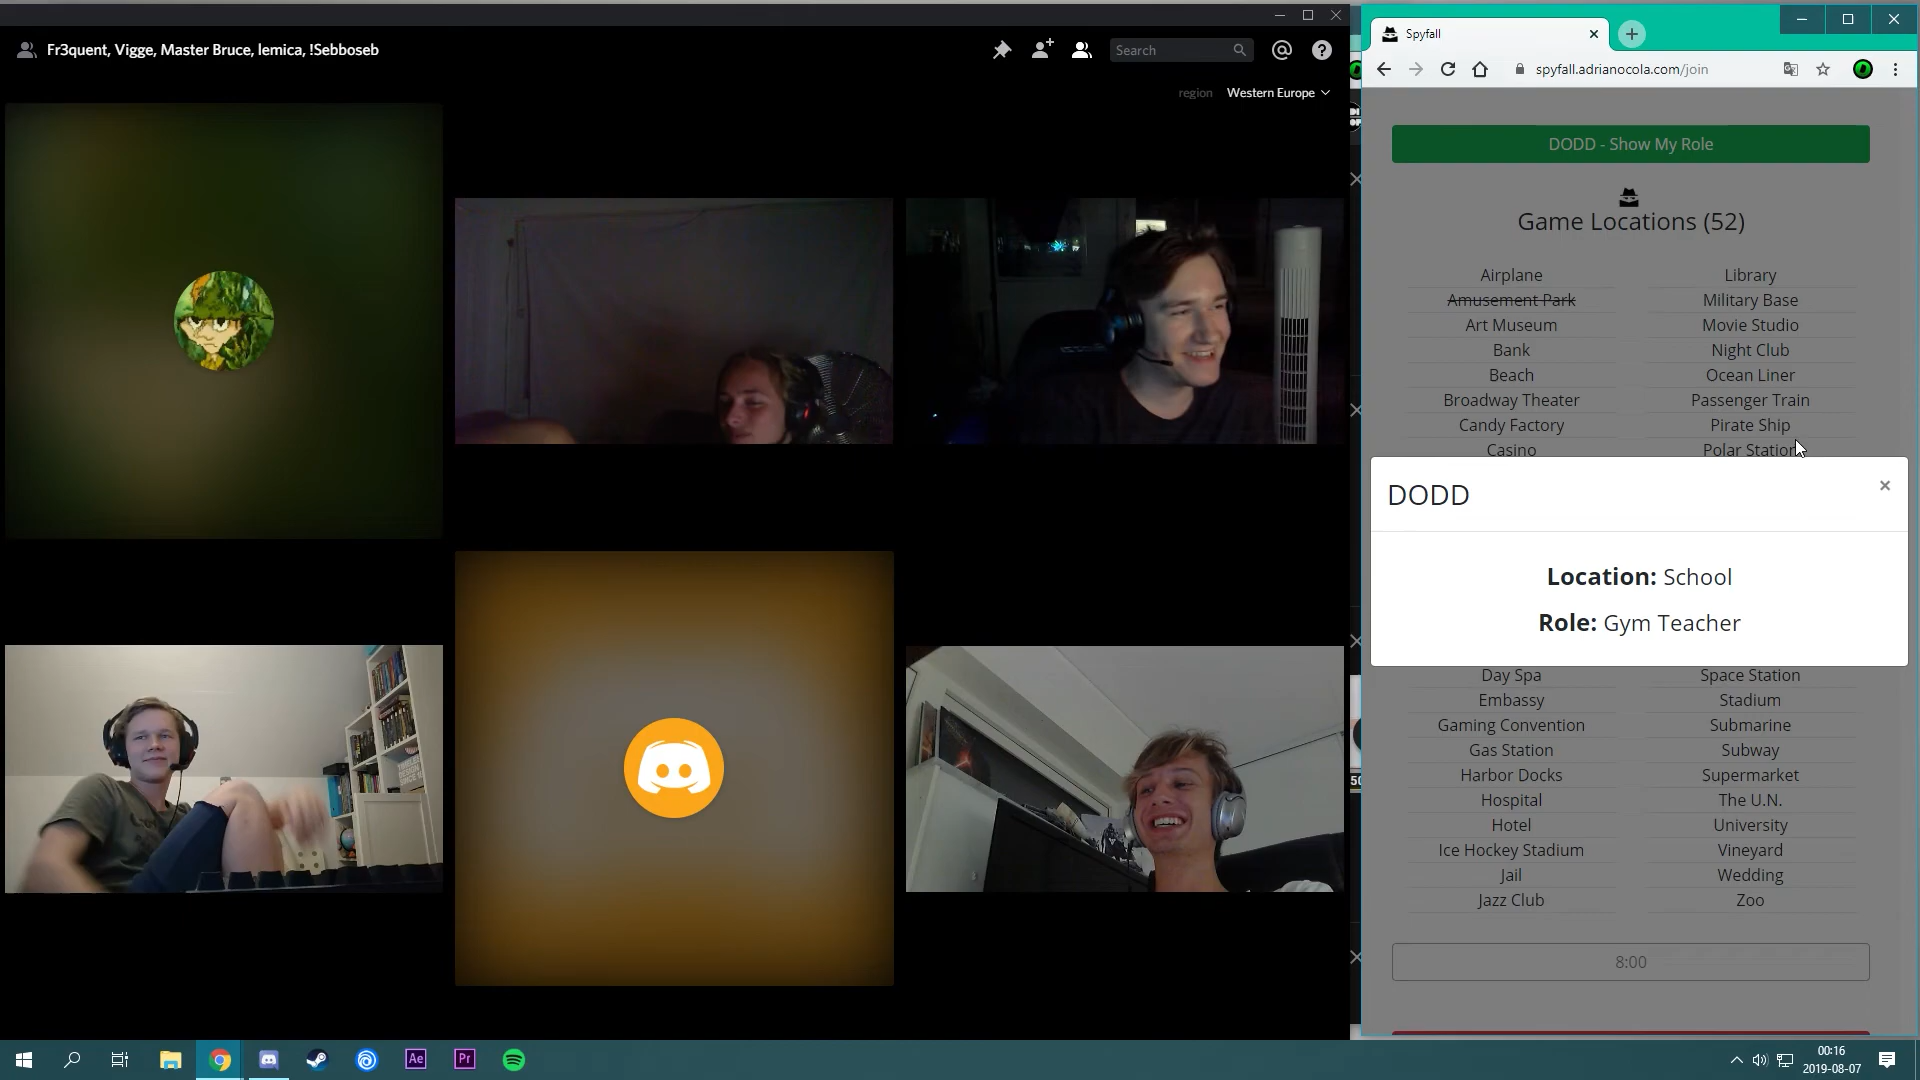 Fr3quent, Vigge, Master Bruce, lemica, !Sebboseb
Search
region Western Europe
Spyfall
spyfall.adrianocola.com/join
DODD - Show My Role
Game Locations (52)
Airplane
Library
Amusement Park
Military Base
Art Museum
Movie Studio
Bank
Night Club
Beach
Ocean Liner
Broadway Theater
Passenger Train
Candy Factory
Pirate Ship
Casino
Polar Station
DODD
×
Location: School
Role: Gym Teacher
Day Spa
Space Station
Embassy
Stadium
Gaming Convention
Submarine
Gas Station
Subway
Harbor Docks
Supermarket
Hospital
The U.N.
Hotel
University
Ice Hockey Stadium
Vineyard
Jail
Wedding
Jazz Club
Zoo
8:00
Ae
Pr
00:16
2019-08-07